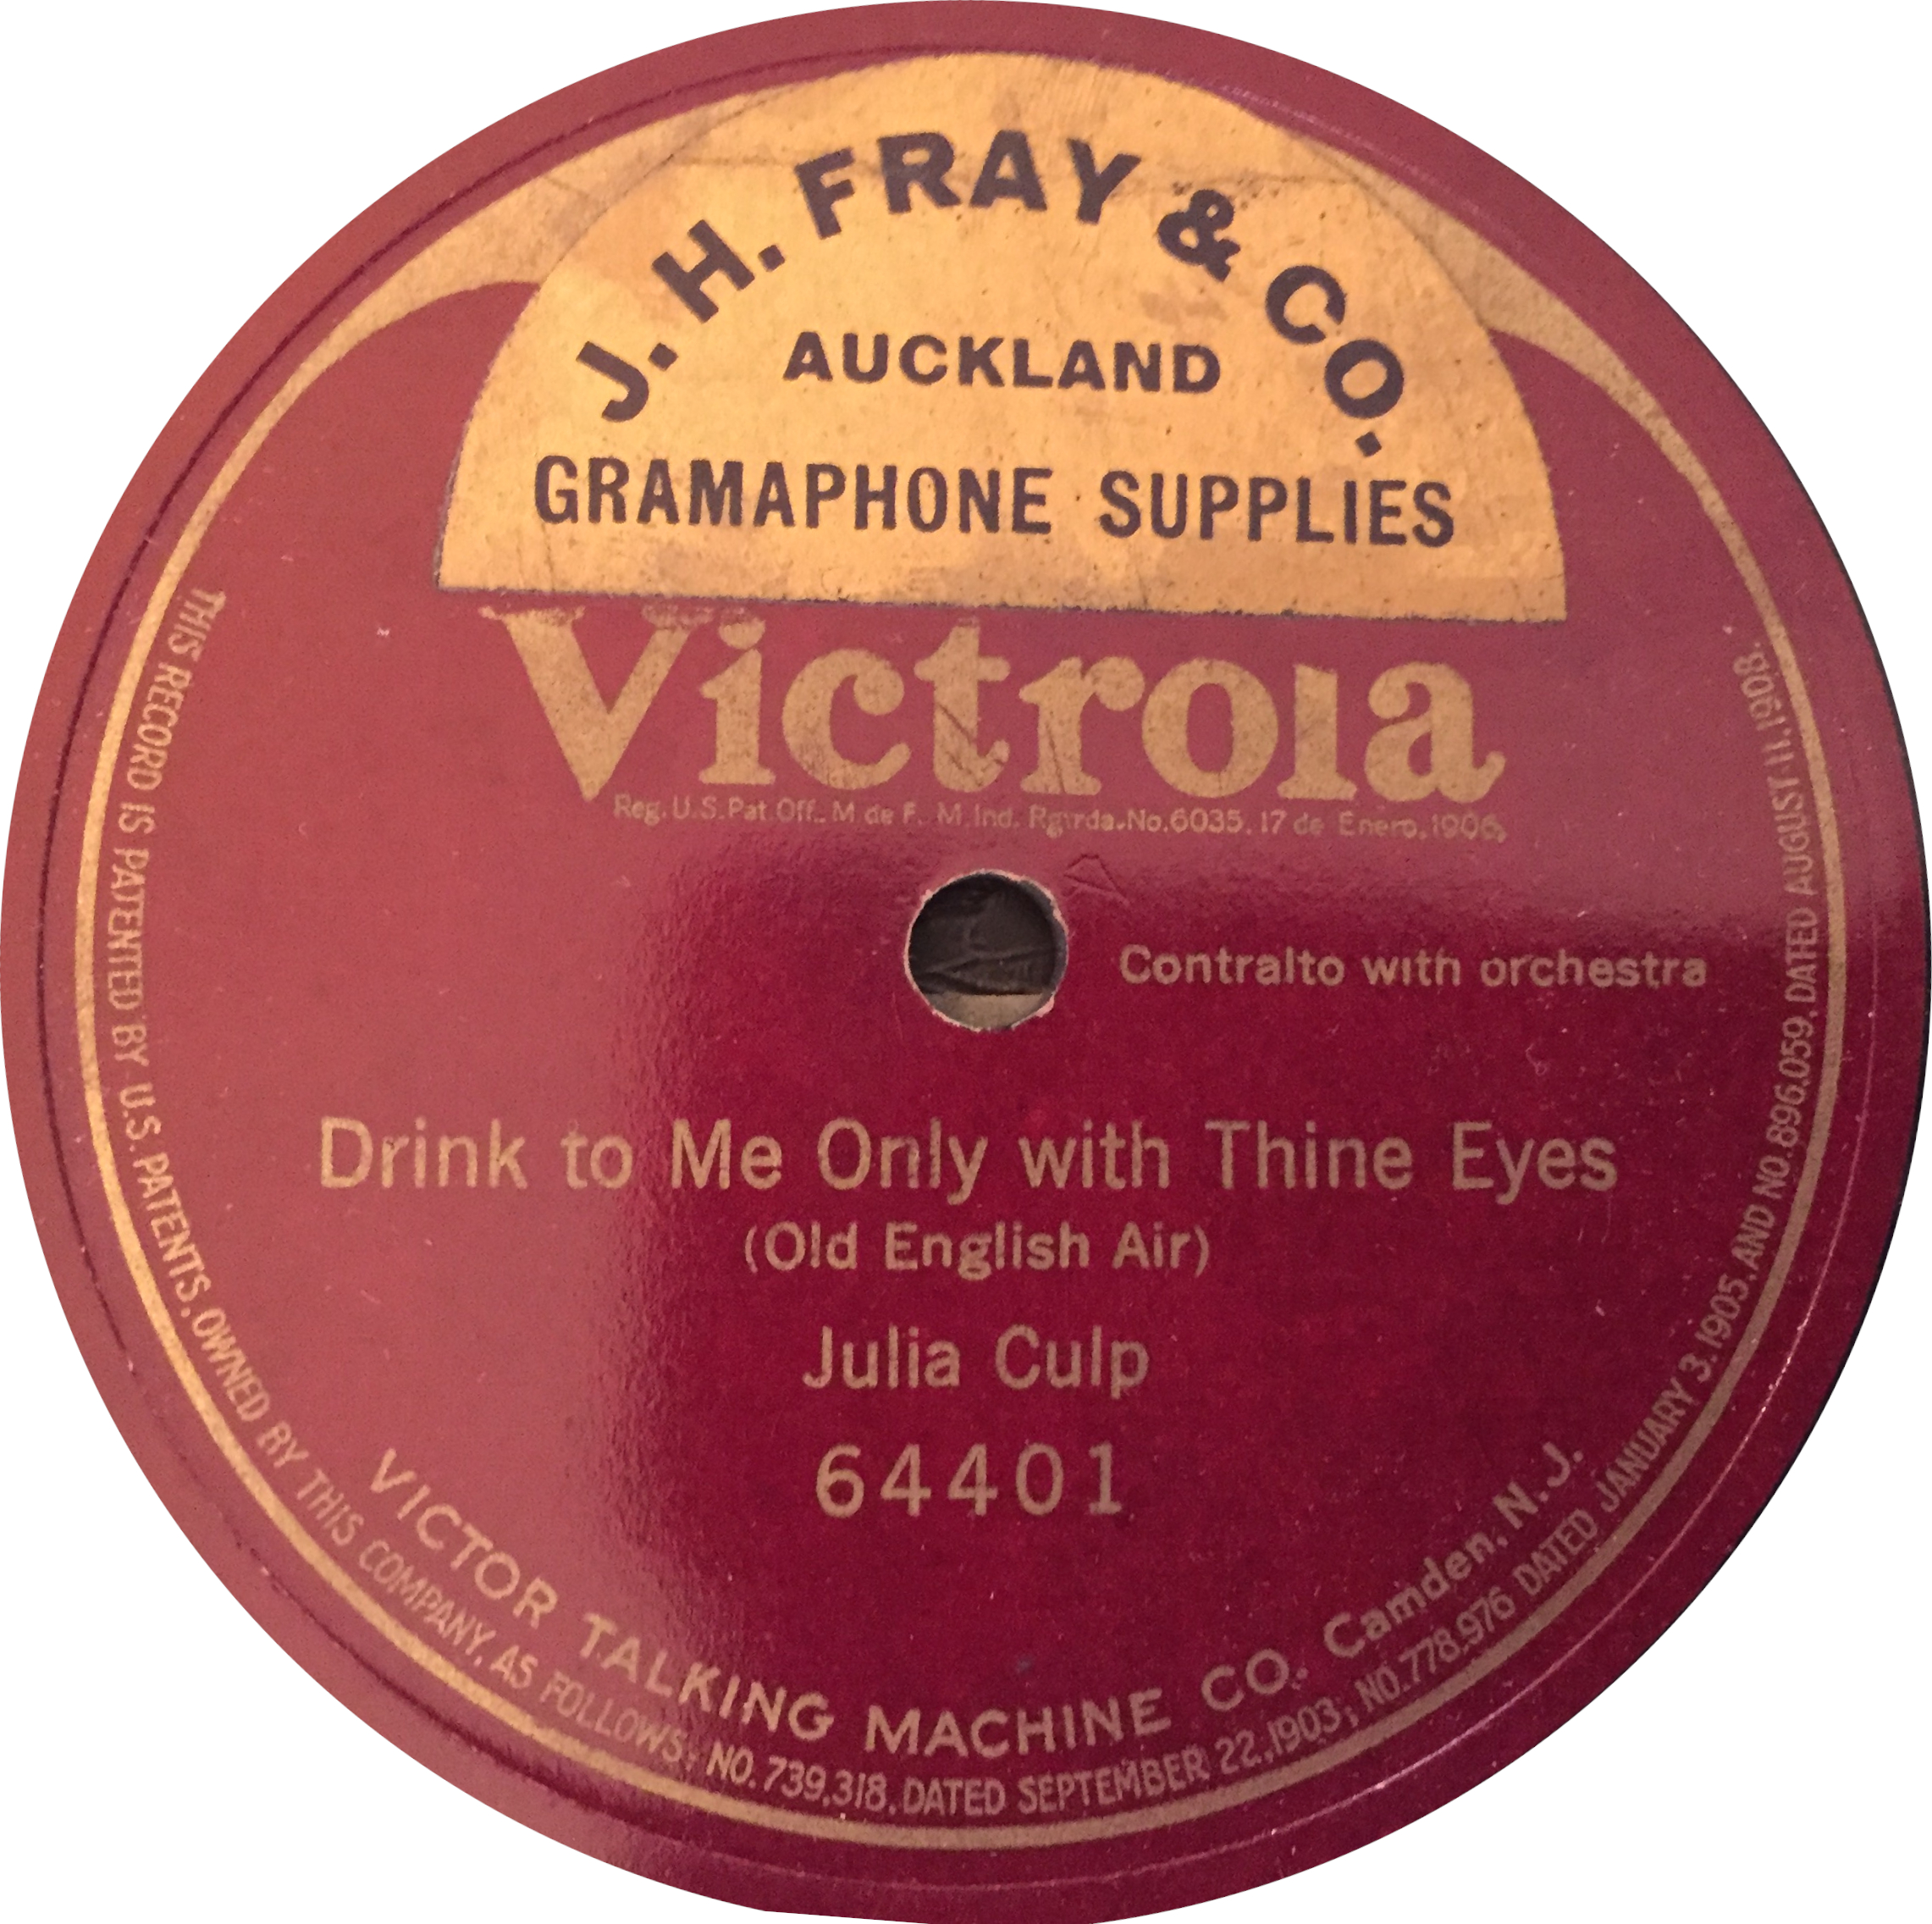 J. H. FRAY & CO.
AUCKLAND
GRAMAPHONE SUPPLIES
Victrola
Reg. U.S. Pat. Off. M de F. M. Ind. Rgtrda. No. 6035. 17 de Enero. 1906.
Contralto with orchestra
Drink to Me Only with Thine Eyes
(Old English Air)
Julia Culp
64401
VICTOR TALKING MACHINE CO. Camden, N.J.
THIS RECORD IS PATENTED BY U.S. PATENTS, OWNED BY THIS COMPANY, AS FOLLOWS: NO. 739,318, DATED SEPTEMBER 22, 1903; NO. 778,976 DATED JANUARY 3, 1905, AND NO. 896,059, DATED AUGUST 11, 1908.